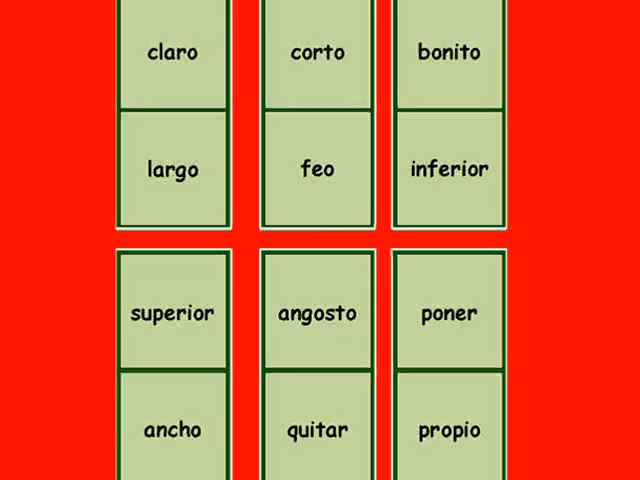 claro corto bonito
largo feo inferior
superior angosto poner
ancho quitar propio